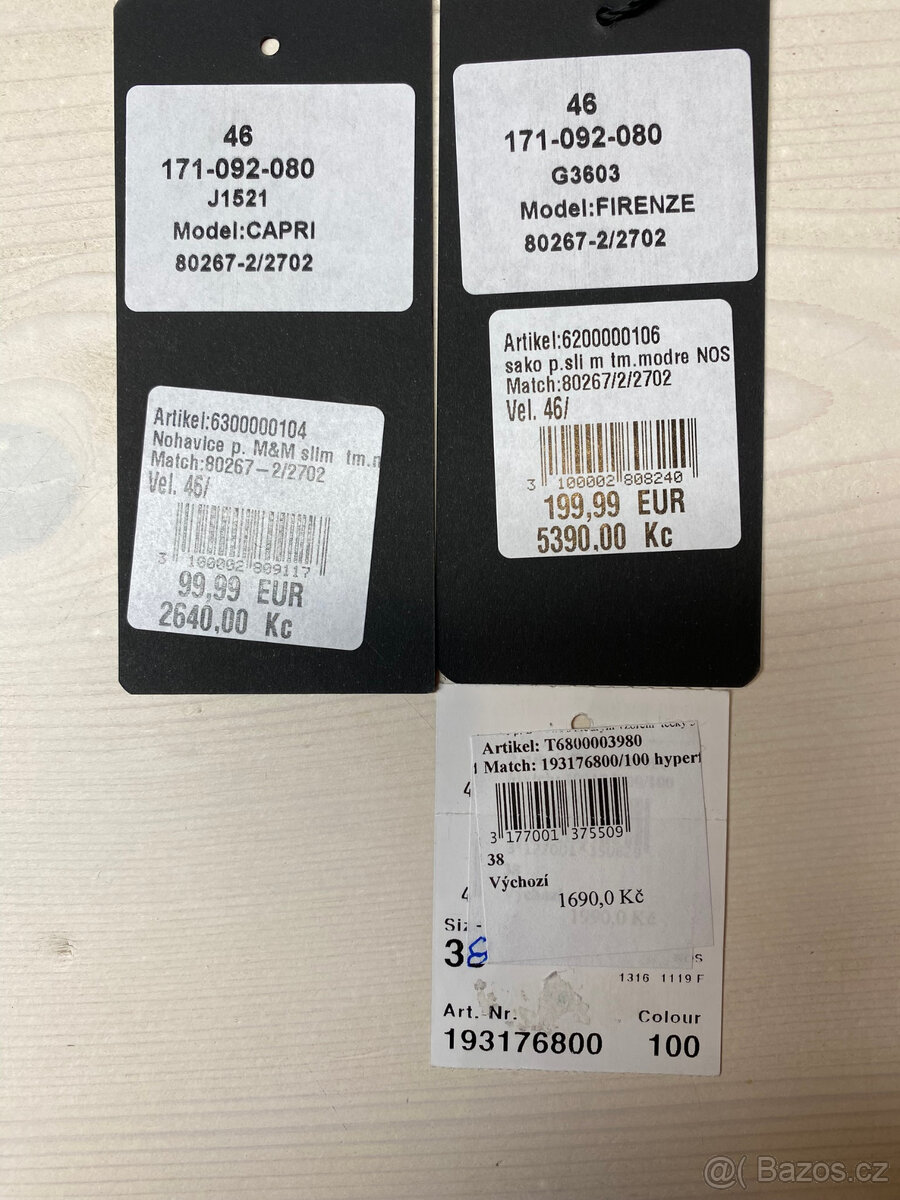 46
171-092-080
J1521
Model:CAPRI
80267-2/2702
Artikel:6300000104
Nohavice p. M&M slim tm.
Match:80267-2/2702
Vel. 46/
3 100002 809117
99,99 EUR
2640,00 Kc
46
171-092-080
G3603
Model:FIRENZE
80267-2/2702
Artikel:6200000106
sako p.sli m tm.modre NOS
Match:80267/2/2702
Vel. 46/
3 100002 808240
199,99 EUR
5390,00 Kc
Artikel: T6800003980
Match: 193176800/100 hyper
3 177001 375509
38
Výchozí
1690,0 Kč
38
1316 1119 F
Art.-Nr.
Colour
193176800
100
@( Bazos.cz